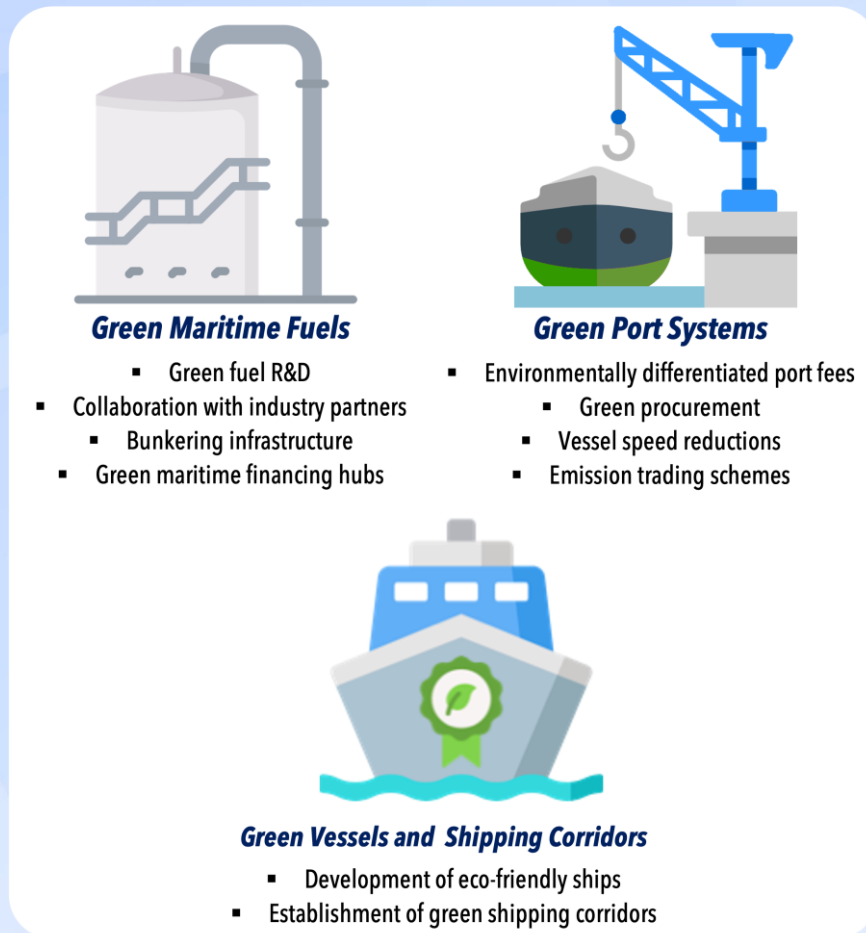 Green Maritime Fuels
▪ Green fuel R&D
▪ Collaboration with industry partners
▪ Bunkering infrastructure
▪ Green maritime financing hubs
Green Port Systems
▪ Environmentally differentiated port fees
▪ Green procurement
▪ Vessel speed reductions
▪ Emission trading schemes
Green Vessels and Shipping Corridors
▪ Development of eco-friendly ships
▪ Establishment of green shipping corridors